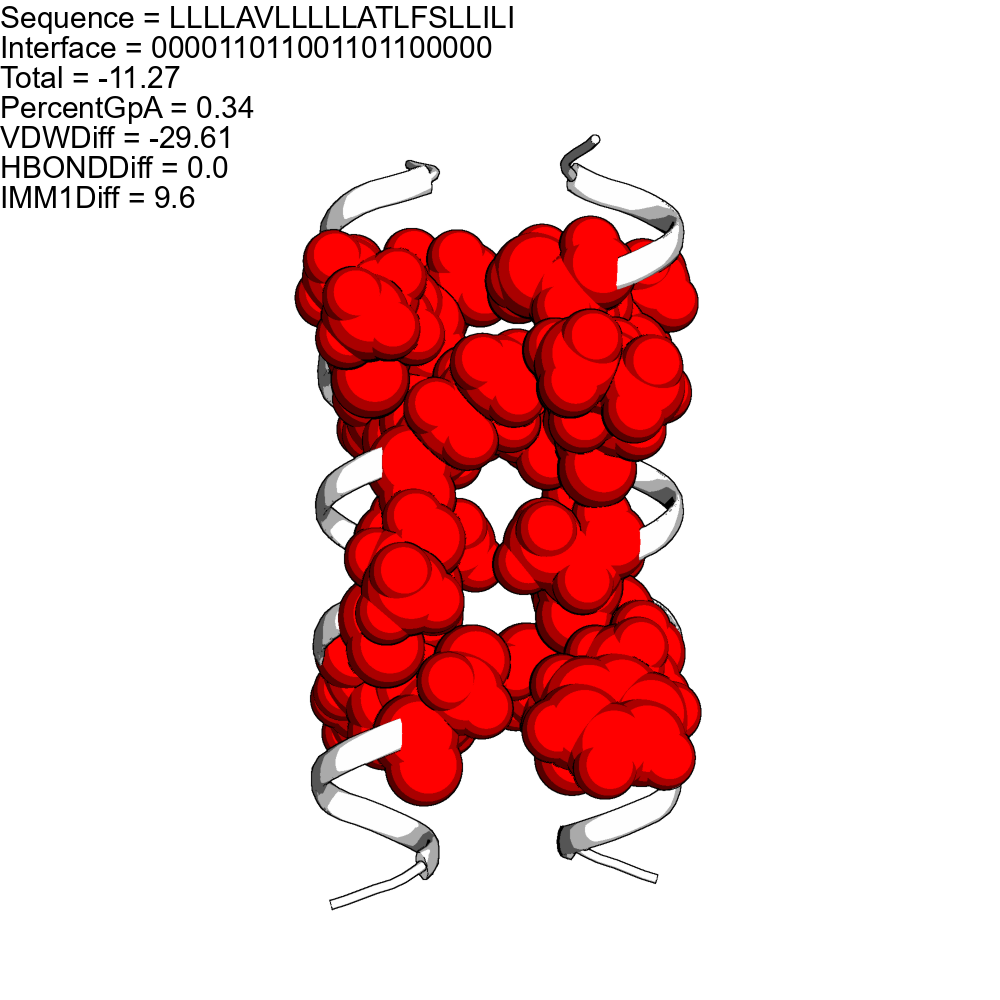 Sequence = LLLLAVLLLLLATLFSLLILI
Interface = 000011011001101100000
Total = -11.27
PercentGpA = 0.34
VDWDiff = -29.61
HBONDDiff = 0.0
IMM1Diff = 9.6